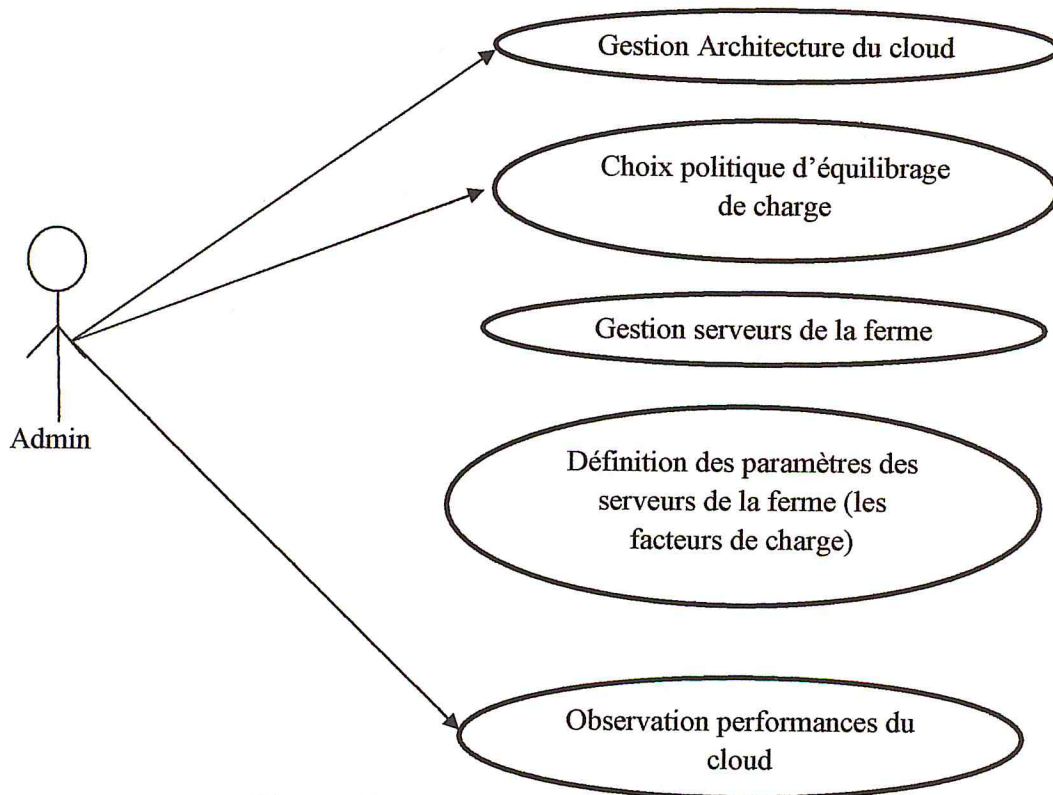 Gestion Architecture du cloud
Choix politique d'équilibrage
de charge
Gestion serveurs de la ferme
Admin
Définition des paramètres des
serveurs de la ferme (les
facteurs de charge)
Observation performances du
cloud